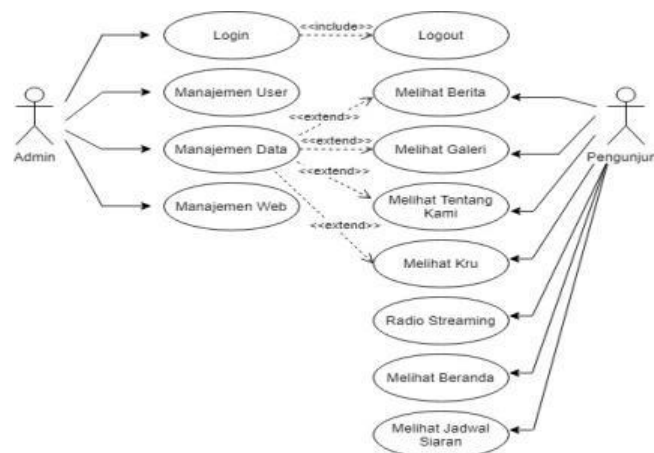 Login
<<include>>
Logout
Admin
Manajemen User
Melihat Berita
<<extend>>
Manajemen Data
<<extend>>
Melihat Galeri
Pengunjur
<<extend>>
Manajemen Web
Melihat Tentang
Kami
<<extend>>
Melihat Kru
Radio Streaming
Melihat Beranda
Melihat Jadwal
Siaran